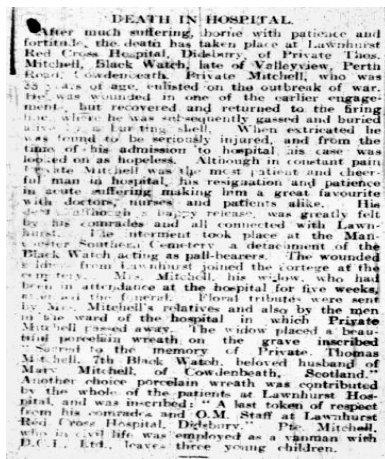 DEATH IN HOSPITAL.
After much suffering, borne with patience and
fortitude, the death has taken place at Lawnhurst
Red Cross Hospital, Didsbury, of Private Thos.
Mitchell, Black Watch, late of Valleyview, Perth
Road, Cowdenbeath. Private Mitchell, who was
35 years of age, enlisted on the outbreak of war.
He was wounded in one of the earlier engage-
ment, but recovered and returned to the firing
line, where he was subsequently gassed and buried
alive by a bursting shell. When extricated he
was found to be seriously injured, and from the
time of his admission to hospital his case was
looked on as hopeless. Although in constant pain
Private Mitchell was the most patient and cheer-
ful man in hospital, his resignation and patience
in acute suffering making him a great favourite
with doctors, nurses and patients alike. His
death, although a happy release, was greatly felt
by his comrades and all connected with Lawn-
hurst. The interment took place at the Man-
chester Southern Cemetery a detachment of the
Black Watch acting as pall-bearers. The wounded
soldiers from Lawnhurst joined the cortege at the
cemetery. Mrs. Mitchell, his widow, who had
been in attendance at the hospital for five weeks,
attended the funeral. Floral tributes were sent
by Mr. Mitchell's relatives and also by the men
in the ward of the hospital in which Private
Mitchell passed away. The widow placed a beau-
tiful porcelain wreath on the grave inscribed
"Sacred to the memory of Private Thomas
Mitchell, 7th Black Watch, beloved husband of
Mary Mitchell, of Cowdenbeath, Scotland."
Another choice porcelain wreath was contributed
by the whole of the patients at Lawnhurst Hos-
pital, and was inscribed: "A last token of respect
from his comrades and O.M. Staff at Lawnhurst
Red Cross Hospital, Didsbury." Pte. Mitchell,
who in civil life was employed as a vanman with
D.C.I., Ltd., leaves three young children.